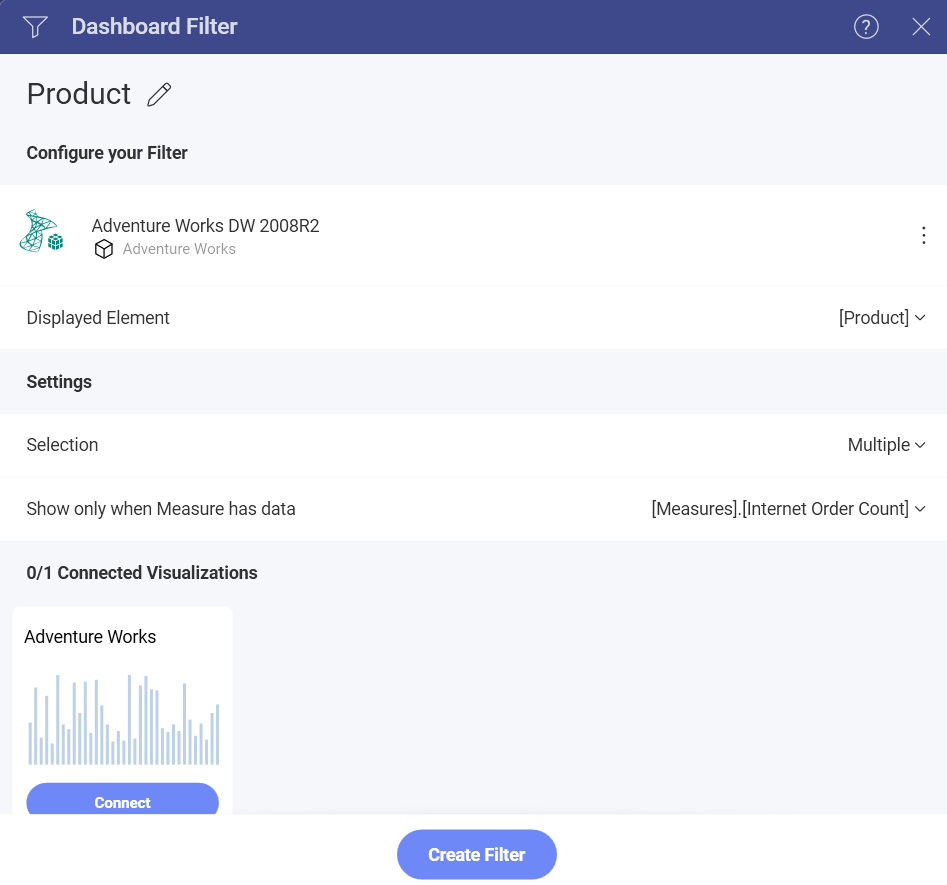 Dashboard Filter
?
Product
Configure your Filter
Adventure Works DW 2008R2
Adventure Works
Displayed Element [Product]
Settings
Selection Multiple
Show only when Measure has data [Measures].[Internet Order Count]
0/1 Connected Visualizations
Adventure Works
Connect
Create Filter